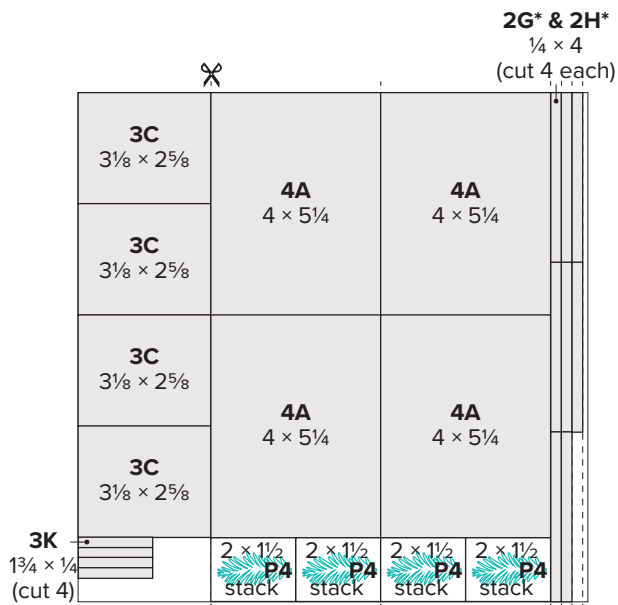 2G* & 2H*
¼ × 4
(cut 4 each)
3C
3⅛ × 2⅝
4A
4 × 5¼
4A
4 × 5¼
3C
3⅛ × 2⅝
3C
3⅛ × 2⅝
4A
4 × 5¼
4A
4 × 5¼
3C
3⅛ × 2⅝
3K
1¾ × ¼
(cut 4)
2 × 1½
P4
stack
2 × 1½
P4
stack
2 × 1½
P4
stack
2 × 1½
P4
stack